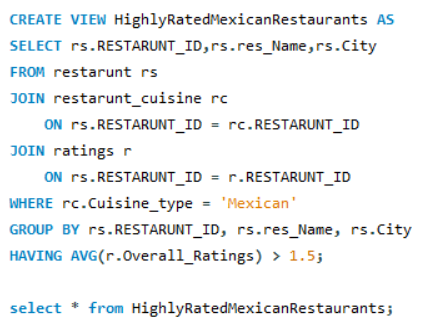 CREATE VIEW HighlyRatedMexicanRestaurants AS
SELECT rs.RESTARUNT_ID,rs.res_Name,rs.City
FROM restarunt rs
JOIN restarunt_cuisine rc
    ON rs.RESTARUNT_ID = rc.RESTARUNT_ID
JOIN ratings r
    ON rs.RESTARUNT_ID = r.RESTARUNT_ID
WHERE rc.Cuisine_type = 'Mexican'
GROUP BY rs.RESTARUNT_ID, rs.res_Name, rs.City
HAVING AVG(r.Overall_Ratings) > 1.5;
select * from HighlyRatedMexicanRestaurants;